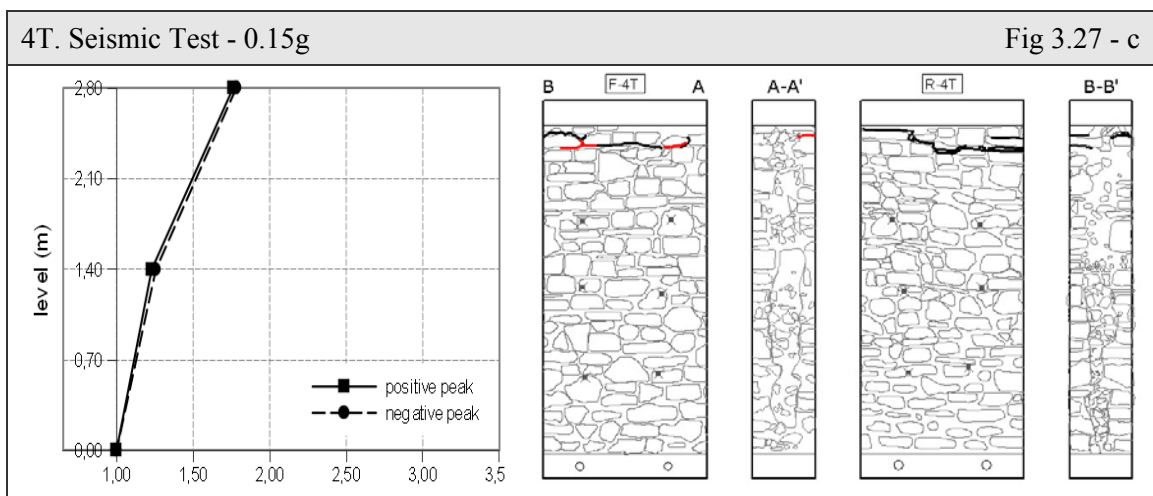 4T. Seismic Test - 0.15g Fig 3.27 - c
level (m)
2,80
2,10
1,40
0,70
0,00
1,00 1,50 2,00 2,50 3,00 3,5
positive peak
negative peak
B F-4T A
A-A'
R-4T
B-B'